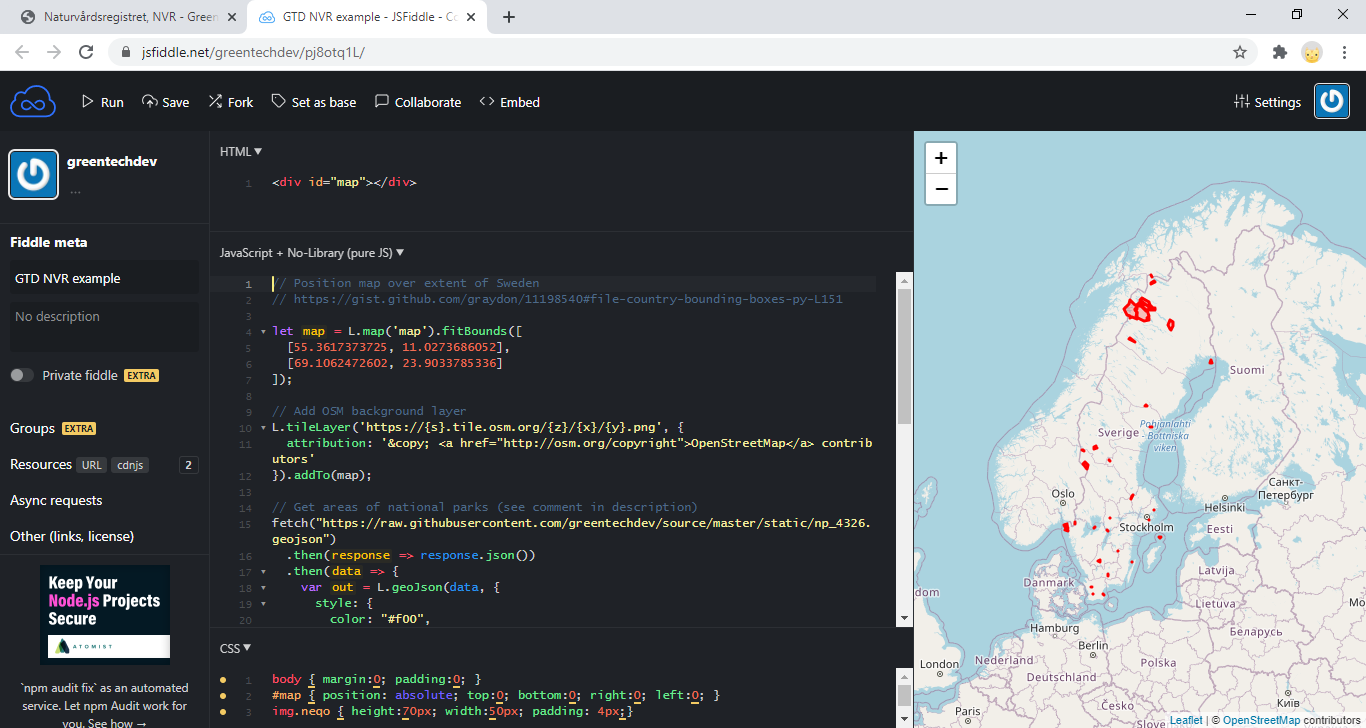 Naturvårdsregistret, NVR - Green
GTD NVR example - JSFiddle - Co
jsfiddle.net/greentechdev/pj8otq1L/
Run
Save
Fork
Set as base
Collaborate
Embed
Settings
greentechdev
...
Fiddle meta
GTD NVR example
No description
Private fiddle EXTRA
Groups EXTRA
Resources URL cdnjs 2
Async requests
Other (links, license)
Keep Your
Node.js Projects
Secure
ATOMIST
`npm audit fix` as an automated
service. Let npm Audit work for
you. See how →
HTML ▼
1 <div id="map"></div>
JavaScript + No-Library (pure JS) ▼
1 // Position map over extent of Sweden
2 // https://gist.github.com/graydon/11198540#file-country-bounding-boxes-py-L151
3
4 let map = L.map('map').fitBounds([
5 [55.3617373725, 11.0273686052],
6 [69.1062472602, 23.9033785336]
7 ]);
8
9 // Add OSM background layer
10 L.tileLayer('https://{s}.tile.osm.org/{z}/{x}/{y}.png', {
11 attribution: '&copy; <a href="http://osm.org/copyright">OpenStreetMap</a> contrib
utors'
12 }).addTo(map);
13
14 // Get areas of national parks (see comment in description)
15 fetch("https://raw.githubusercontent.com/greentechdev/source/master/static/np_4326.
geojson")
16 .then(response => response.json())
17 .then(data => {
18 var out = L.geoJson(data, {
19 style: {
20 color: "#f00",
CSS ▼
1 body { margin:0; padding:0; }
2 #map { position: absolute; top:0; bottom:0; right:0; left:0; }
3 img.neqo { height:70px; width:50px; padding: 4px;}
+
−
Suomi
Sverige
Pohjanlahti
- Bottniska
viken
Oslo
Санкт-
Петербург
Helsinki
Stockholm
Eesti
Latvija
Danmark
dom
Lietuva
Mo
Hamburg
Беларусь
Berlin
London
Nederland
Polska
Deutschland
Česko
Київ
Paris
Leaflet | © OpenStreetMap contributors